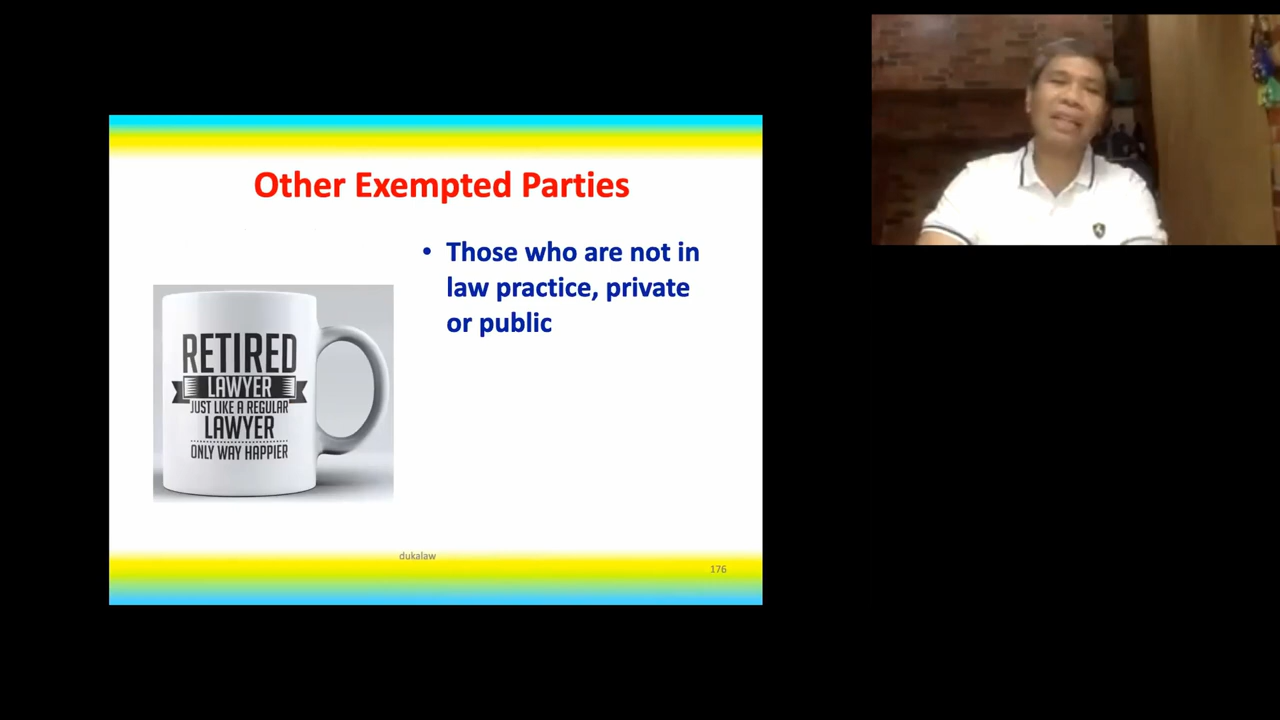 Other Exempted Parties
• Those who are not in
law practice, private
or public
RETIRED
LAWYER
JUST LIKE A REGULAR
LAWYER
ONLY WAY HAPPIER
dukalaw
176